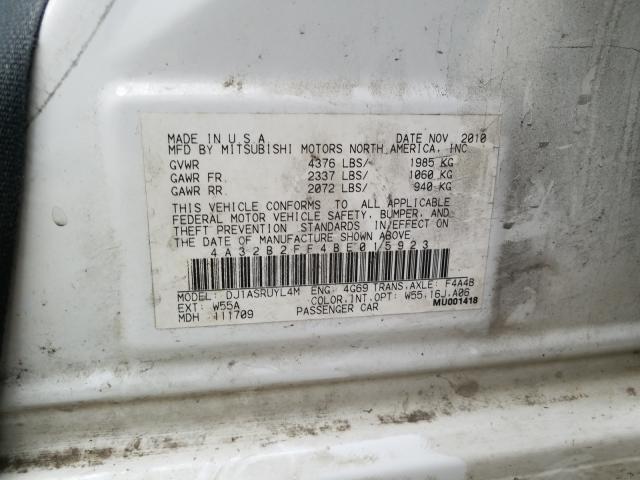 MADE IN U.S.A. DATE NOV. 2010
MFD BY MITSUBISHI MOTORS NORTH AMERICA, INC
GVWR 4376 LBS/ 1985 KG
GAWR FR. 2337 LBS/ 1060 KG
GAWR RR 2072 LBS/ 940 KG
THIS VEHICLE CONFORMS TO ALL APPLICABLE
FEDERAL MOTOR VEHICLE SAFETY, BUMPER, AND
THEFT PREVENTION STANDARDS IN EFFECT ON
THE DATE OF MANUFACTURE SHOWN ABOVE
4A32B2FF4BE015923
MODEL: DJ1ASRUYL4M ENG: 4G69 TRANS.AXLE: F4A4B
EXT: W55A COLOR.INT.OPT: W55.16J.A06
MDH 111709 PASSENGER CAR MU001418